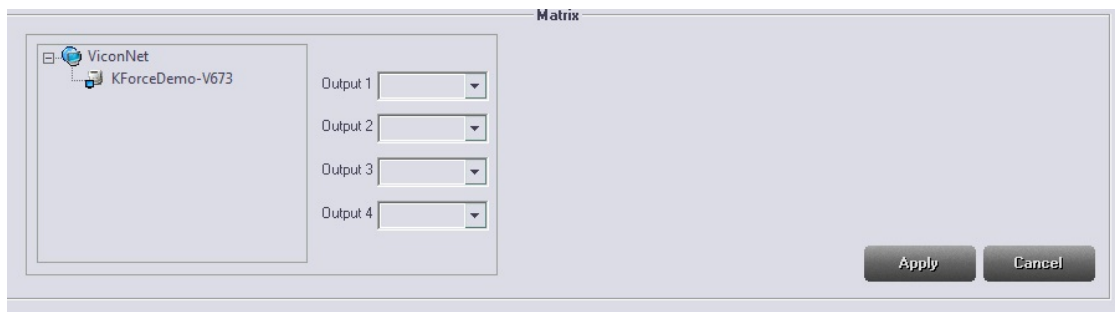 Matrix
ViconNet
KForceDemo-V673
Output 1
Output 2
Output 3
Output 4
Apply
Cancel